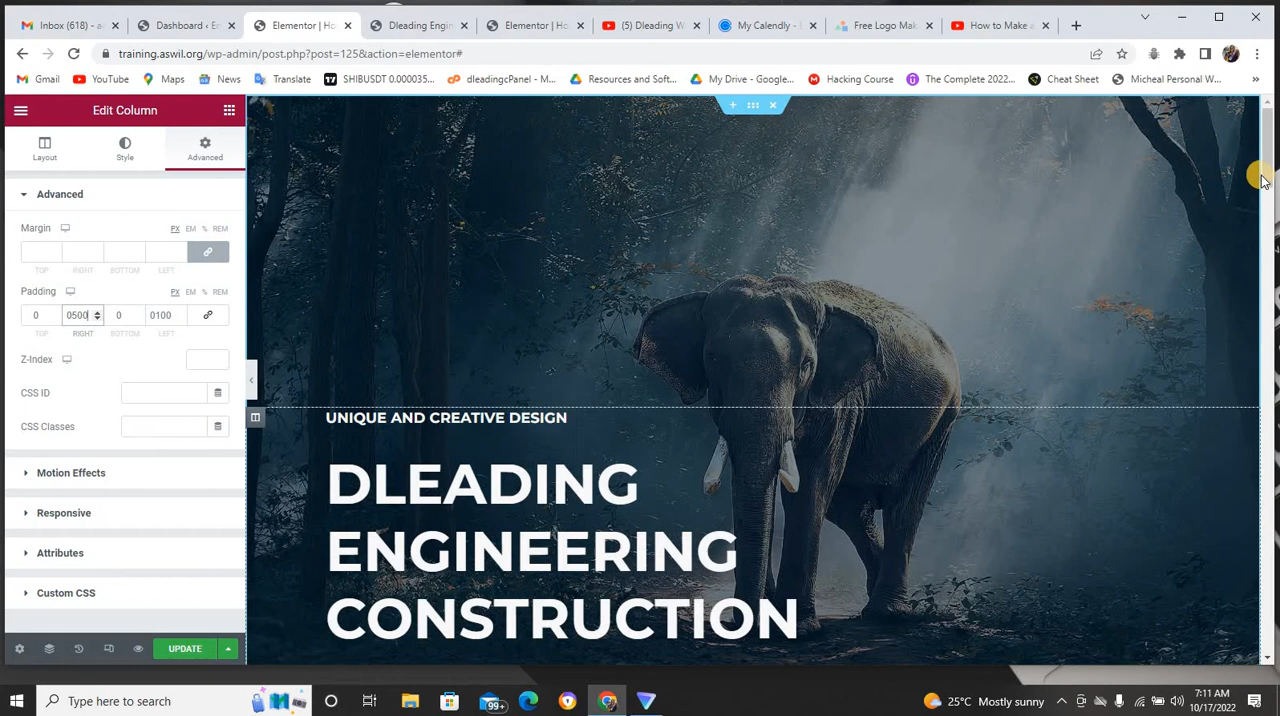 Inbox (618) - e
Dashboard ‹ E
Elementor | Ho
Dleading Engin
Elementor | Ho
(5) Dleading W
My Calendly -
Free Logo Mak
How to Make a
training.aswil.org/wp-admin/post.php?post=125&action=elementor#
Gmail
YouTube
Maps
News
Translate
SHIBUSDT 0.000035...
dleadingcPanel - M...
Resources and Soft...
My Drive - Google...
Hacking Course
The Complete 2022...
Cheat Sheet
Micheal Personal W...
»
Edit Column
Layout
Style
Advanced
Advanced
Margin
PX EM % REM
TOP RIGHT BOTTOM LEFT
Padding
PX EM % REM
0 0500 0 0100
TOP RIGHT BOTTOM LEFT
Z-Index
CSS ID
CSS Classes
Motion Effects
Responsive
Attributes
Custom CSS
UPDATE
UNIQUE AND CREATIVE DESIGN
DLEADING
ENGINEERING
CONSTRUCTION
Type here to search
99+
25°C Mostly sunny
7:11 AM
10/17/2022